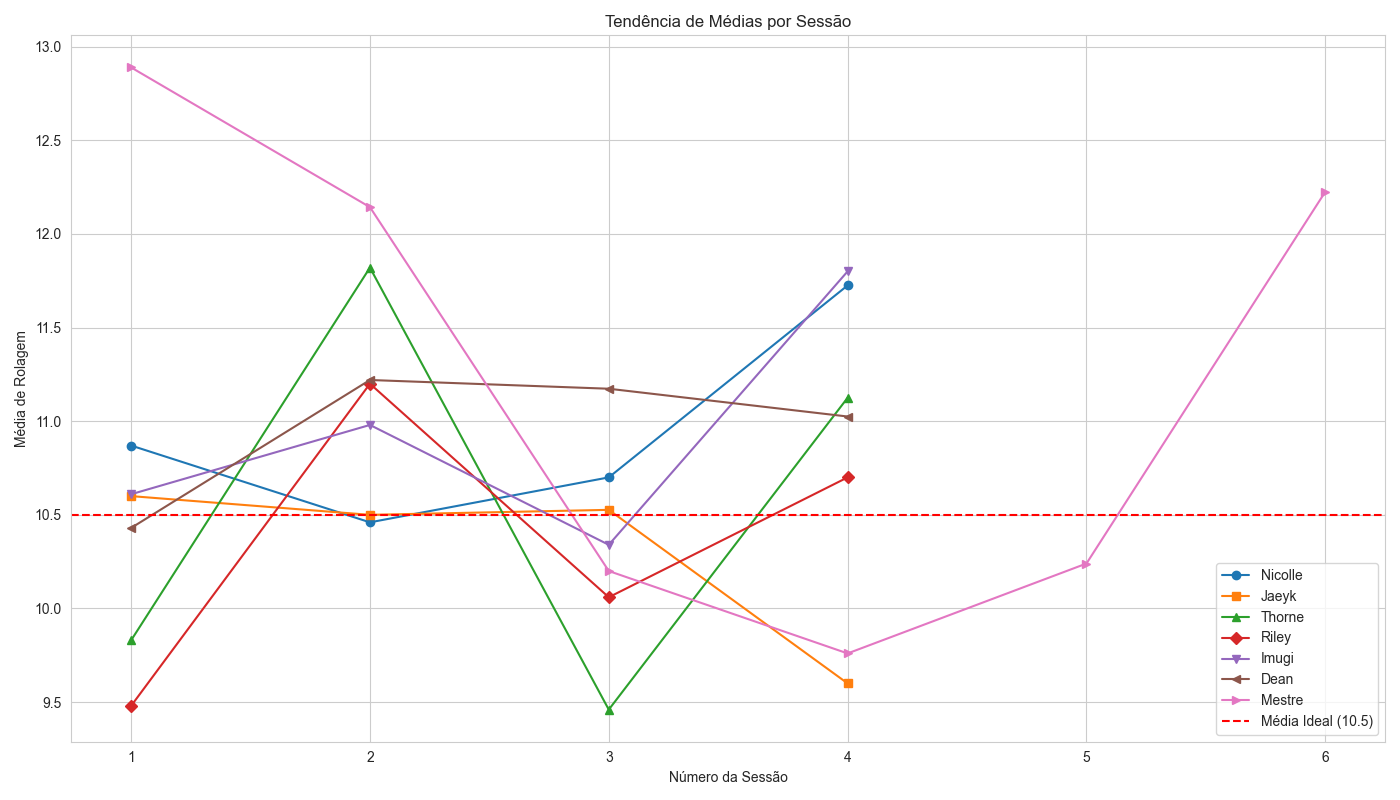 Tendência de Médias por Sessão
Média de Rolagem
13.0
12.5
12.0
11.5
11.0
10.5
10.0
9.5
1
2
3
4
5
6
Número da Sessão
Nicolle
Jaeyk
Thorne
Riley
Imugi
Dean
Mestre
Média Ideal (10.5)